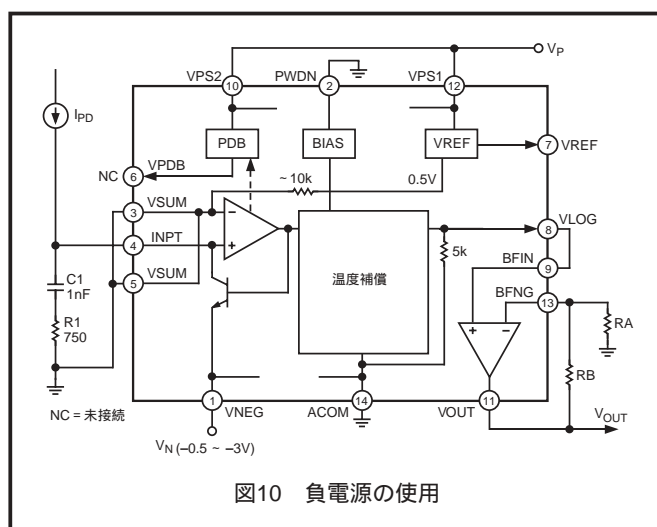 VP
VPS2
PWDN
VPS1
10
2
12
IPD
PDB
BIAS
VREF
7
VREF
NC
6
VPDB
~10k
0.5V
3
VSUM
−
8
VLOG
4
INPT
+
5k
温度補償
BFIN
9
5
VSUM
BFNG
13
C1
1nF
+
−
RA
R1
750
RB
NC = 未接続
1
VNEG
ACOM
14
VOUT
11
VOUT
VN (−0.5 ~ −3V)
図10 負電源の使用